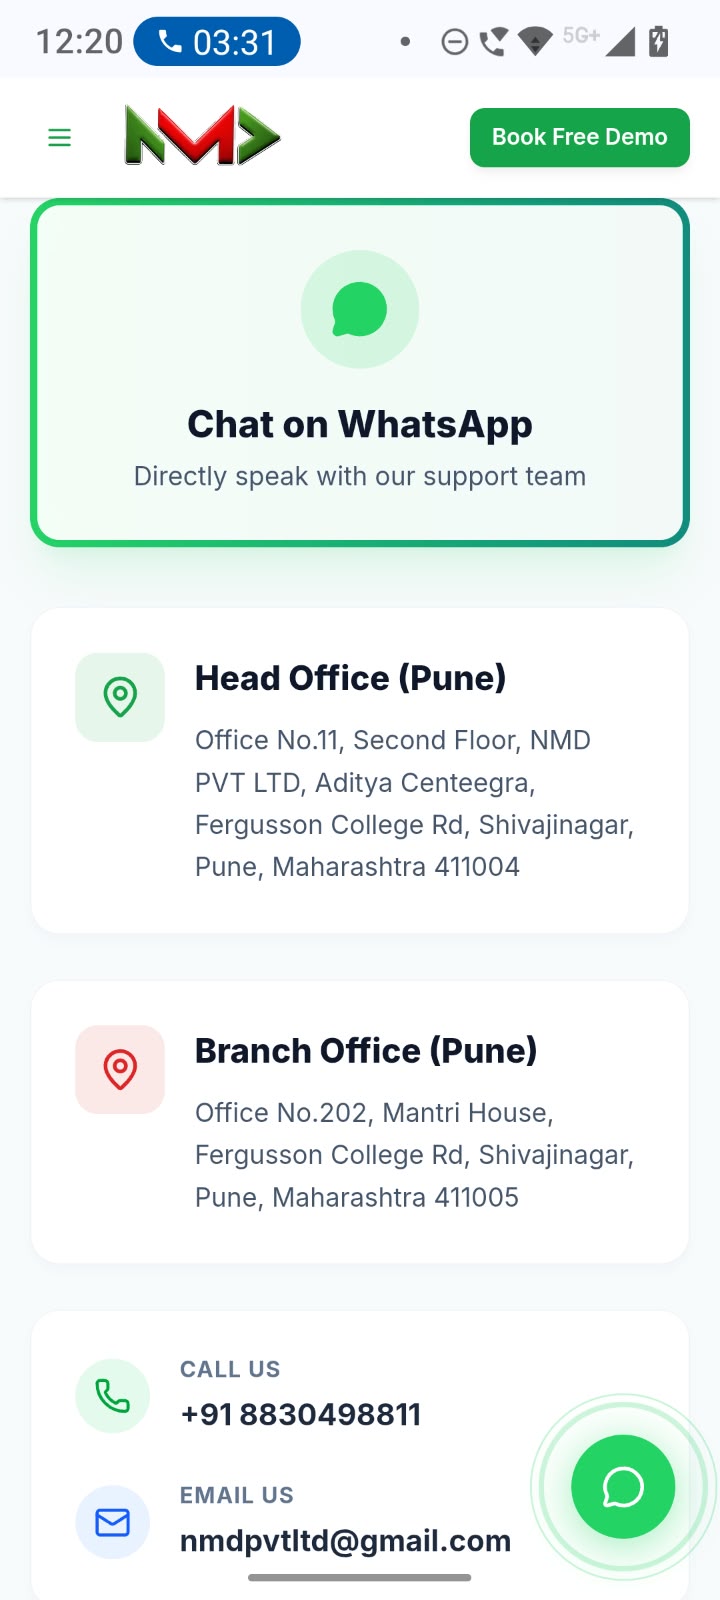 12:20
03:31
5G+
NMD
Book Free Demo
Chat on WhatsApp
Directly speak with our support team
Head Office (Pune)
Office No.11, Second Floor, NMD
PVT LTD, Aditya Centeegra,
Fergusson College Rd, Shivajinagar,
Pune, Maharashtra 411004
Branch Office (Pune)
Office No.202, Mantri House,
Fergusson College Rd, Shivajinagar,
Pune, Maharashtra 411005
CALL US
+91 8830498811
EMAIL US
nmdpvtltd@gmail.com